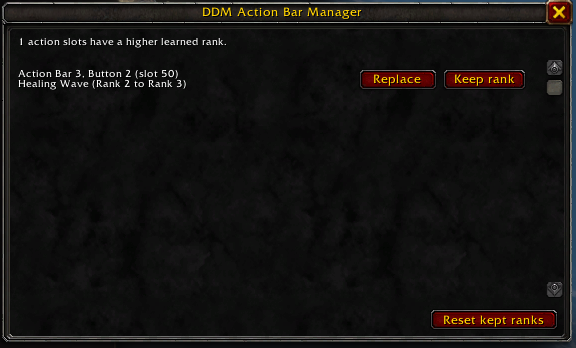 DDM Action Bar Manager
1 action slots have a higher learned rank.
Action Bar 3, Button 2 (slot 50)
Healing Wave (Rank 2 to Rank 3)
Replace
Keep rank
Reset kept ranks